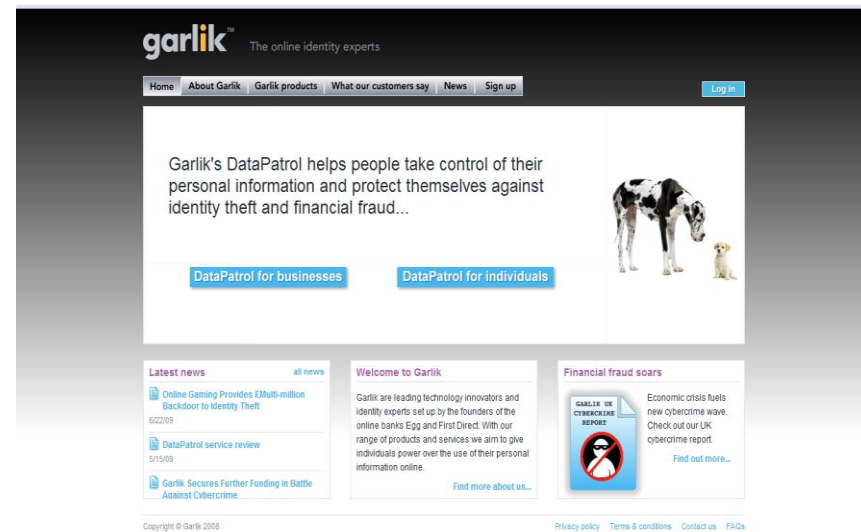 garlik™
The online identity experts
Home
About Garlik
Garlik products
What our customers say
News
Sign up
Log in
Garlik's DataPatrol helps people take control of their
personal information and protect themselves against
identity theft and financial fraud...
DataPatrol for businesses
DataPatrol for individuals
Latest news
all news
Online Gaming Provides £Multi-million
Backdoor to Identity Theft
6/22/09
DataPatrol service review
5/15/09
Garlik Secures Further Funding in Battle
Against Cybercrime
Welcome to Garlik
Garlik are leading technology innovators and
identity experts set up by the founders of the
online banks Egg and First Direct. With our
range of products and services we aim to give
individuals power over the use of their personal
information online.
Find more about us...
Financial fraud soars
GARLIK UK
CYBERCRIME
REPORT
Economic crisis fuels
new cybercrime wave.
Check out our UK
cybercrime report.
Find out more...
Copyright © Garlik 2008
Privacy policy
Terms & conditions
Contact us
FAQs